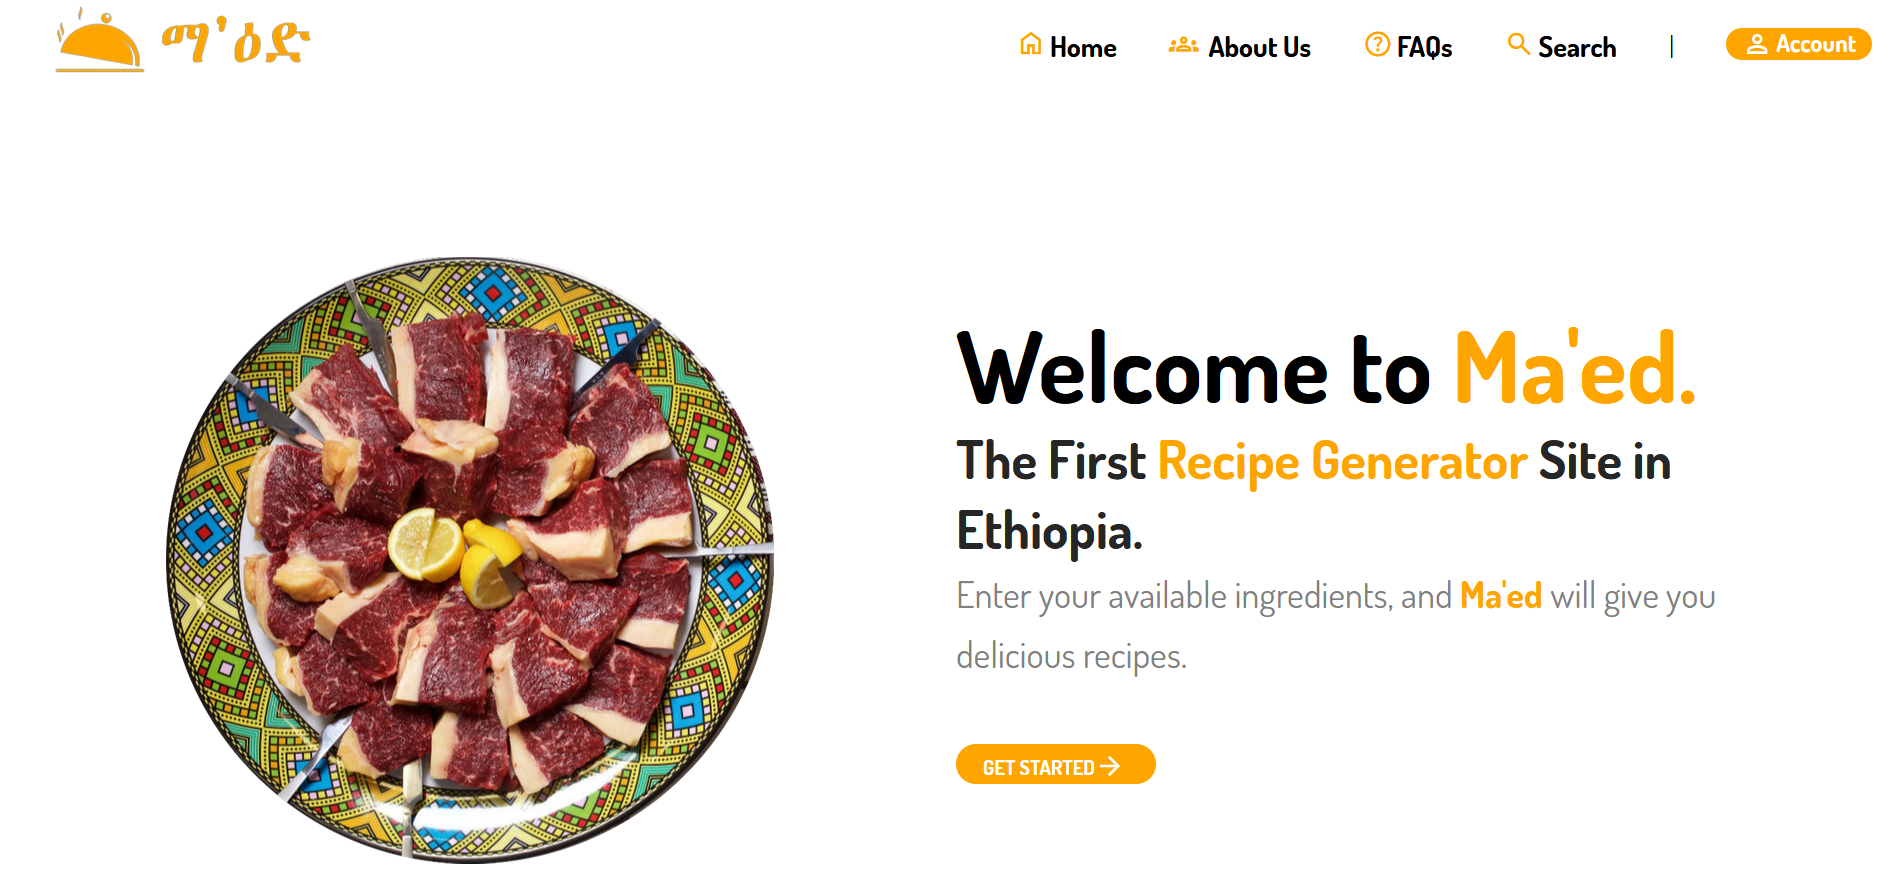 ማ'ዕድ
Home
About Us
FAQs
Search
|
Account
Welcome to Ma'ed.
The First Recipe Generator Site in
Ethiopia.
Enter your available ingredients, and Ma'ed will give you
delicious recipes.
GET STARTED